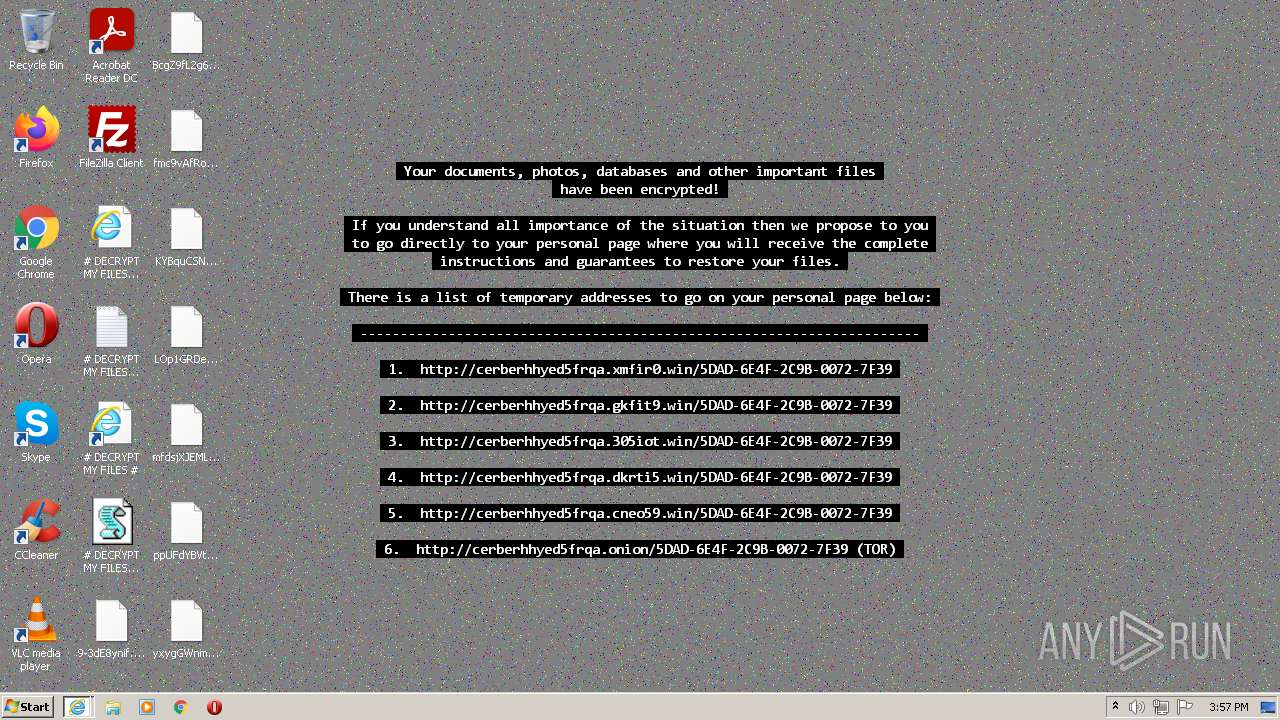 Recycle Bin
Acrobat
Reader DC
BcgZ9fL2g6...
Firefox
FileZilla Client
fmc9vAfRo...
Google
Chrome
# DECRYPT
MY FILES...
KYBquCSN...
Opera
# DECRYPT
MY FILES...
LOp1GRDe...
Skype
# DECRYPT
MY FILES #
mfdsjXJEML...
CCleaner
# DECRYPT
MY FILES...
ppUFdYBVt...
VLC media
player
9-3dE8ynif....
yxygGWnm...
Your documents, photos, databases and other important files
have been encrypted!
If you understand all importance of the situation then we propose to you
to go directly to your personal page where you will receive the complete
instructions and guarantees to restore your files.
There is a list of temporary addresses to go on your personal page below:
----------------------------------------------------------------------
1. http://cerberhhyed5frqa.xmfir0.win/5DAD-6E4F-2C9B-0072-7F39
2. http://cerberhhyed5frqa.gkfit9.win/5DAD-6E4F-2C9B-0072-7F39
3. http://cerberhhyed5frqa.305iot.win/5DAD-6E4F-2C9B-0072-7F39
4. http://cerberhhyed5frqa.dkrti5.win/5DAD-6E4F-2C9B-0072-7F39
5. http://cerberhhyed5frqa.cneo59.win/5DAD-6E4F-2C9B-0072-7F39
6. http://cerberhhyed5frqa.onion/5DAD-6E4F-2C9B-0072-7F39 (TOR)
ANY RUN
Start
3:57 PM